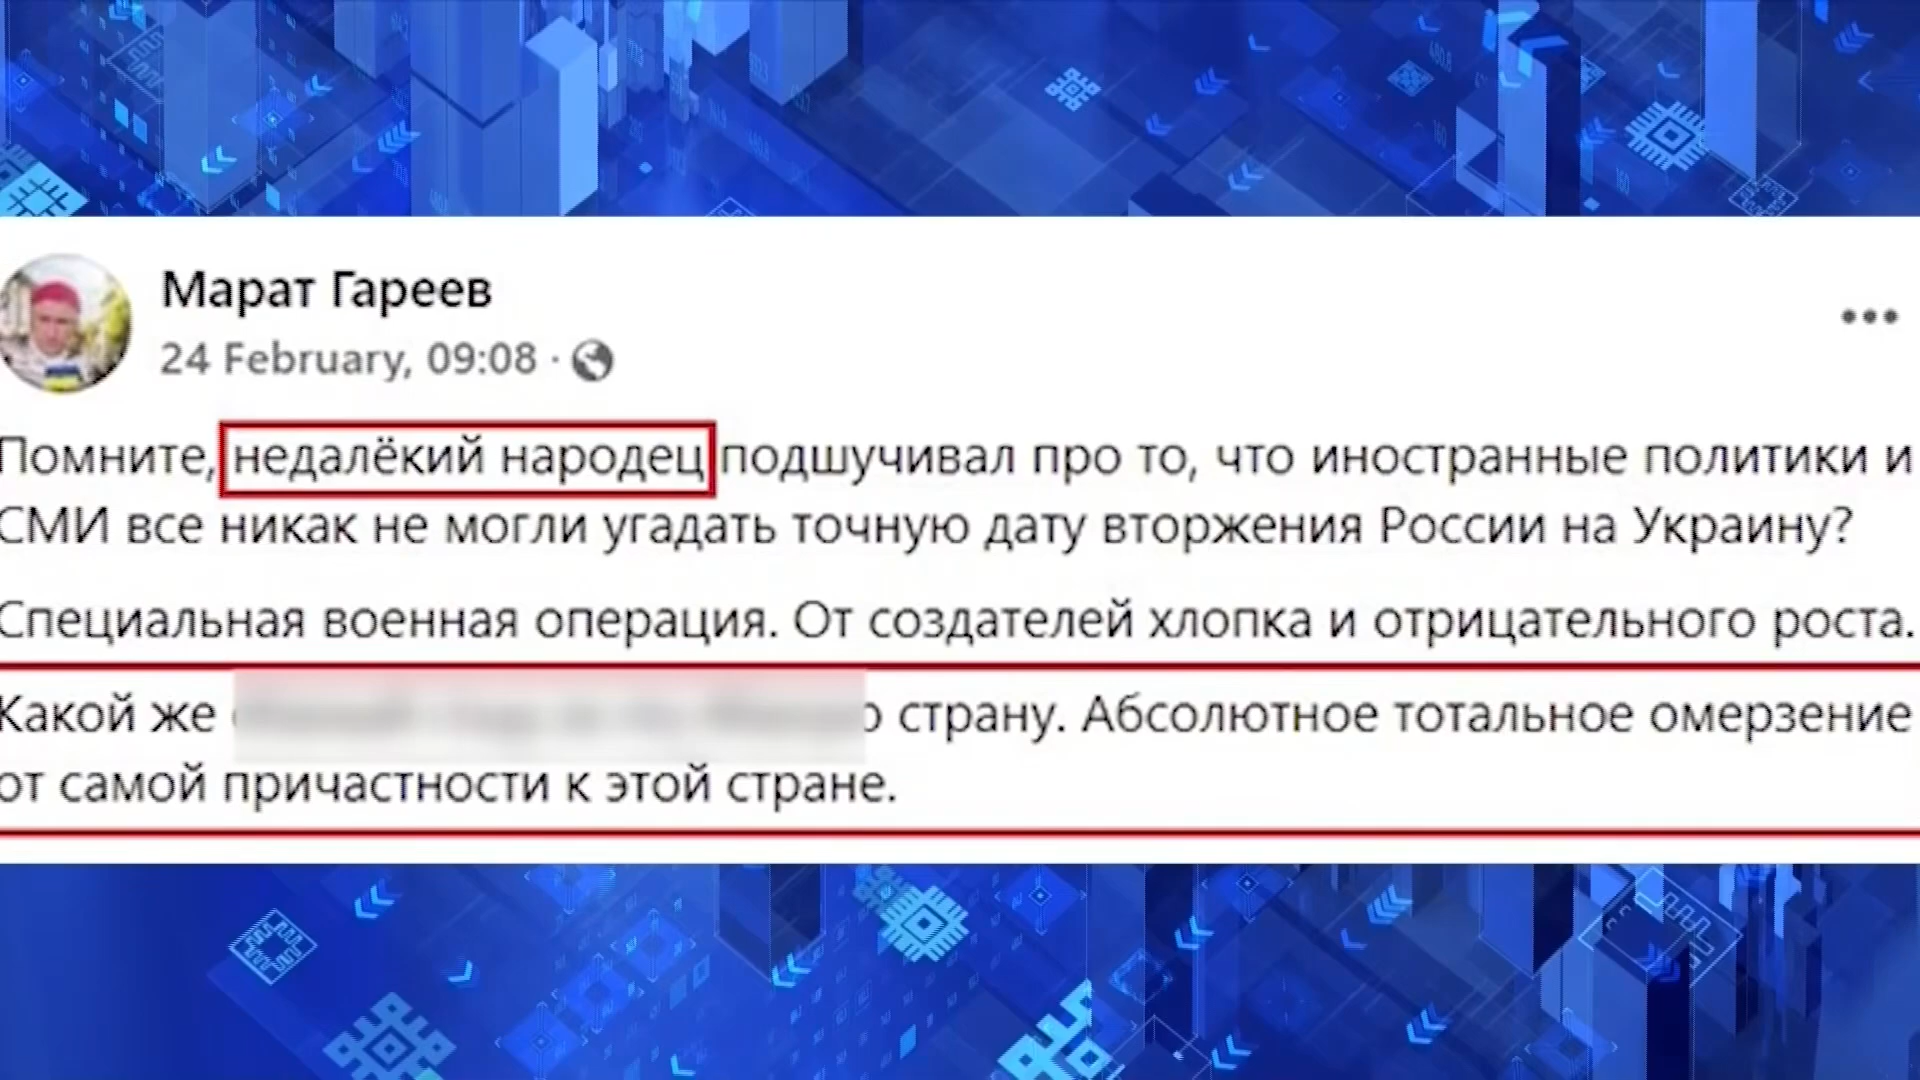 Марат Гареев
24 February, 09:08
Помните, недалёкий народец подшучивал про то, что иностранные политики и
СМИ все никак не могли угадать точную дату вторжения России на Украину?
Специальная военная операция. От создателей хлопка и отрицательного роста.
Какой же страну. Абсолютное тотальное омерзение
от самой причастности к этой стране.